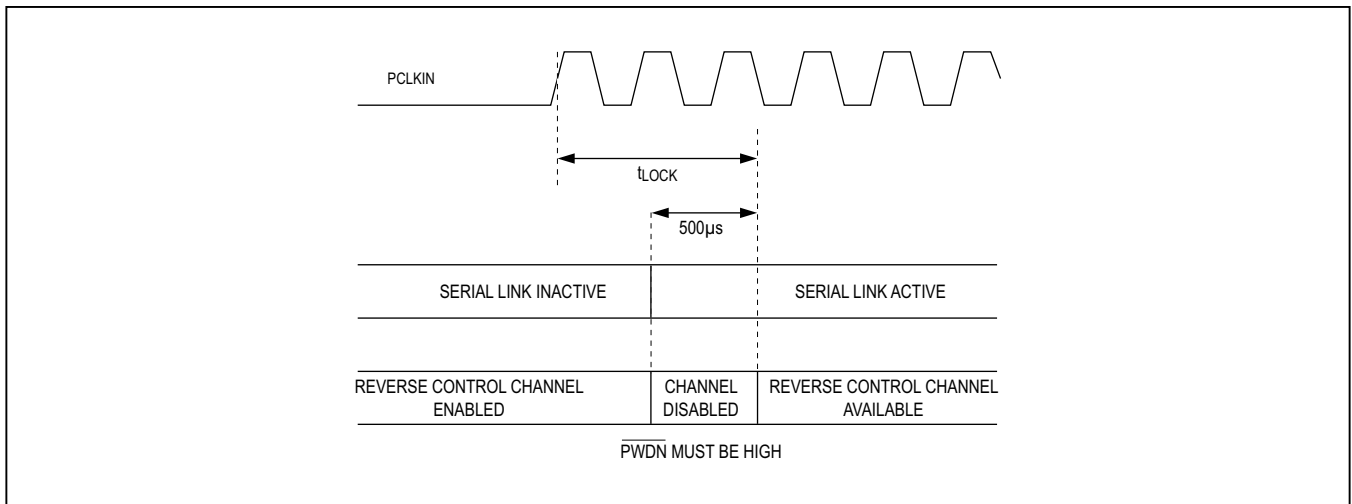 PCLKIN
tLOCK
500µs
SERIAL LINK INACTIVE
SERIAL LINK ACTIVE
REVERSE CONTROL CHANNEL
ENABLED
CHANNEL
DISABLED
REVERSE CONTROL CHANNEL
AVAILABLE
PWDN MUST BE HIGH